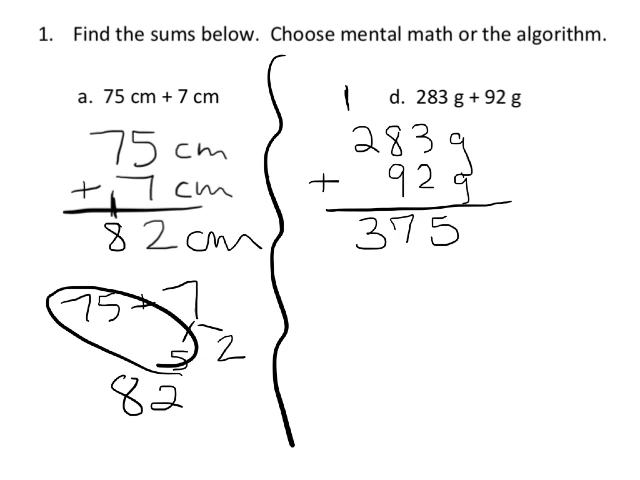 1. Find the sums below. Choose mental math or the algorithm.
a. 75 cm + 7 cm
75 cm
+ 1 7 cm
82 cm
75 + 7
5 2
82
1
d. 283 g + 92 g
283 g
+ 92 g
375